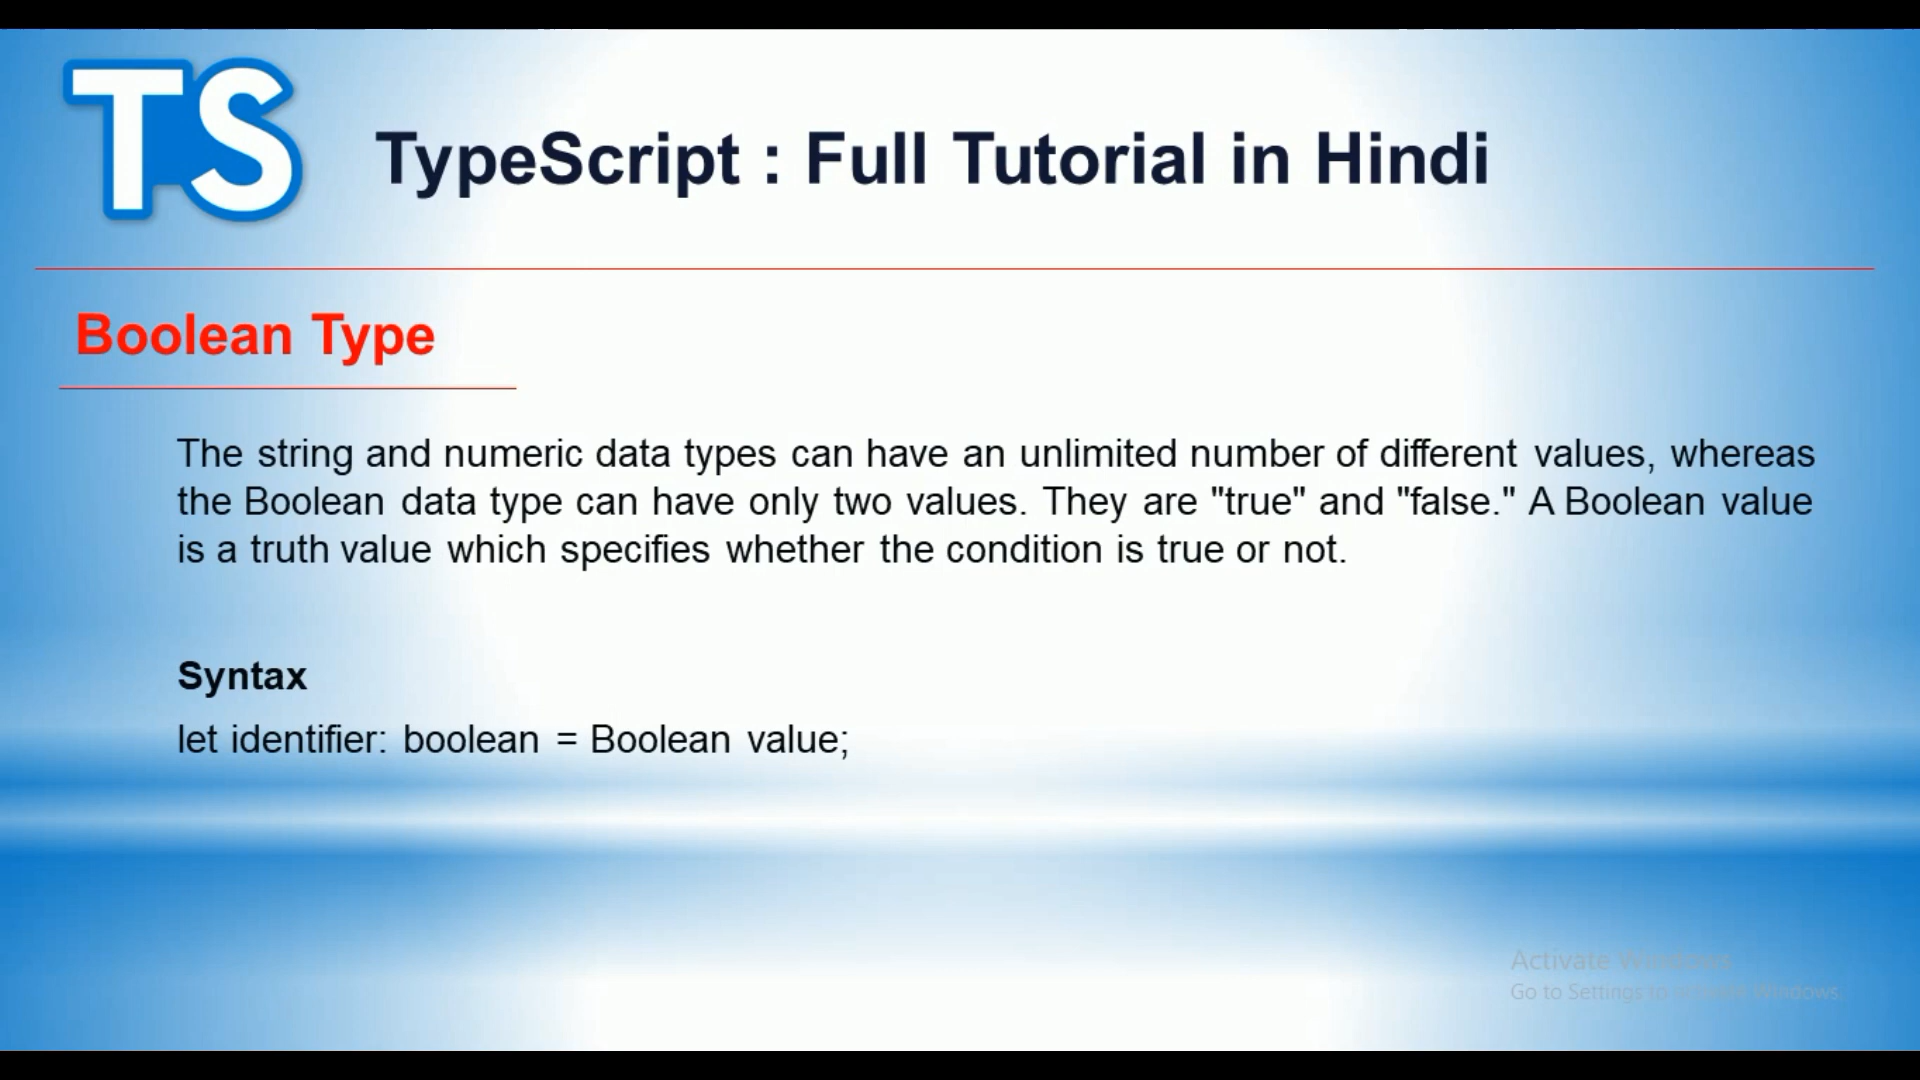 TS
TypeScript : Full Tutorial in Hindi
Boolean Type
The string and numeric data types can have an unlimited number of different values, whereas
the Boolean data type can have only two values. They are "true" and "false." A Boolean value
is a truth value which specifies whether the condition is true or not.
Syntax
let identifier: boolean = Boolean value;
Activate Windows
Go to Settings to activate Windows.